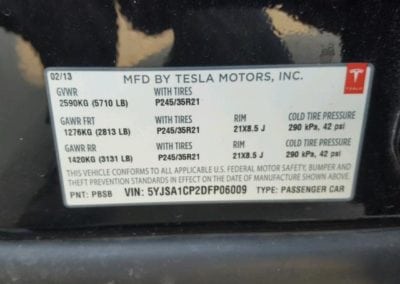 02/13 MFD BY TESLA MOTORS, INC.
GVWR WITH TIRES
2590KG (5710 LB) P245/35R21
TESLA
GAWR FRT WITH TIRES RIM COLD TIRE PRESSURE
1276KG (2813 LB) P245/35R21 21X8.5 J 290 kPa, 42 psi
GAWR RR WITH TIRES RIM COLD TIRE PRESSURE
1420KG (3131 LB) P245/35R21 21X8.5 J 290 kPa, 42 psi
THIS VEHICLE CONFORMS TO ALL APPLICABLE U.S. FEDERAL MOTOR SAFETY, BUMPER AND
THEFT PREVENTION STANDARDS IN EFFECT ON THE DATE OF MANUFACTURE SHOWN ABOVE.
PNT: PBSB VIN: 5YJSA1CP2DFP06009 TYPE: PASSENGER CAR